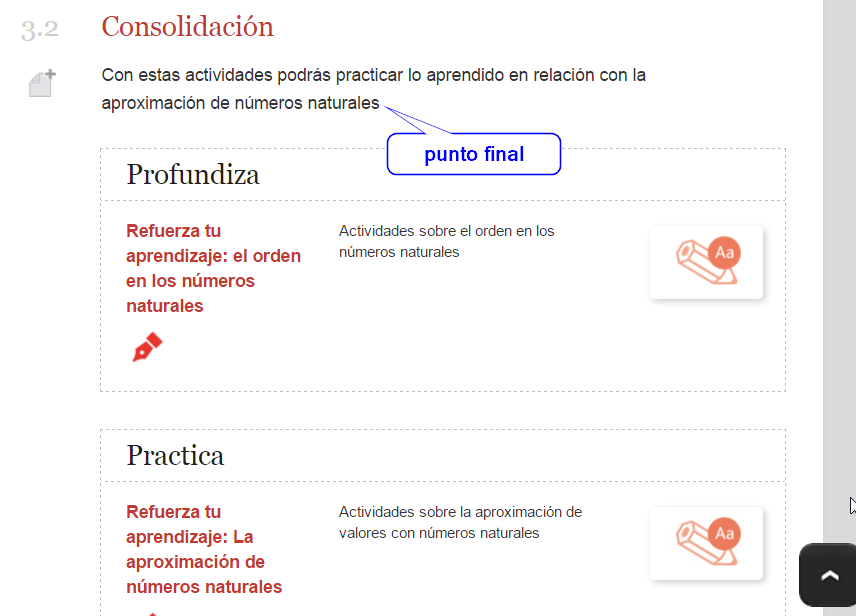 3.2 Consolidación
Con estas actividades podrás practicar lo aprendido en relación con la
aproximación de números naturales
punto final
Profundiza
Refuerza tu
aprendizaje: el orden
en los números
naturales
Actividades sobre el orden en los
números naturales
Aa
Practica
Refuerza tu
aprendizaje: La
aproximación de
números naturales
Actividades sobre la aproximación de
valores con números naturales
Aa